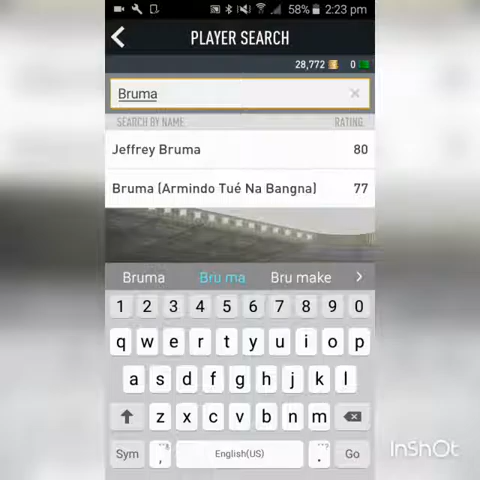 58% 2:23 pm
PLAYER SEARCH
28,772 0
Bruma
SEARCH BY NAME RATING
Jeffrey Bruma 80
Bruma (Armindo Tué Na Bangna) 77
Bruma Bru ma Bru make
1 2 3 4 5 6 7 8 9 0
q w e r t y u i o p
a s d f g h j k l
z x c v b n m
Sym , English(US) . Go
InShOt